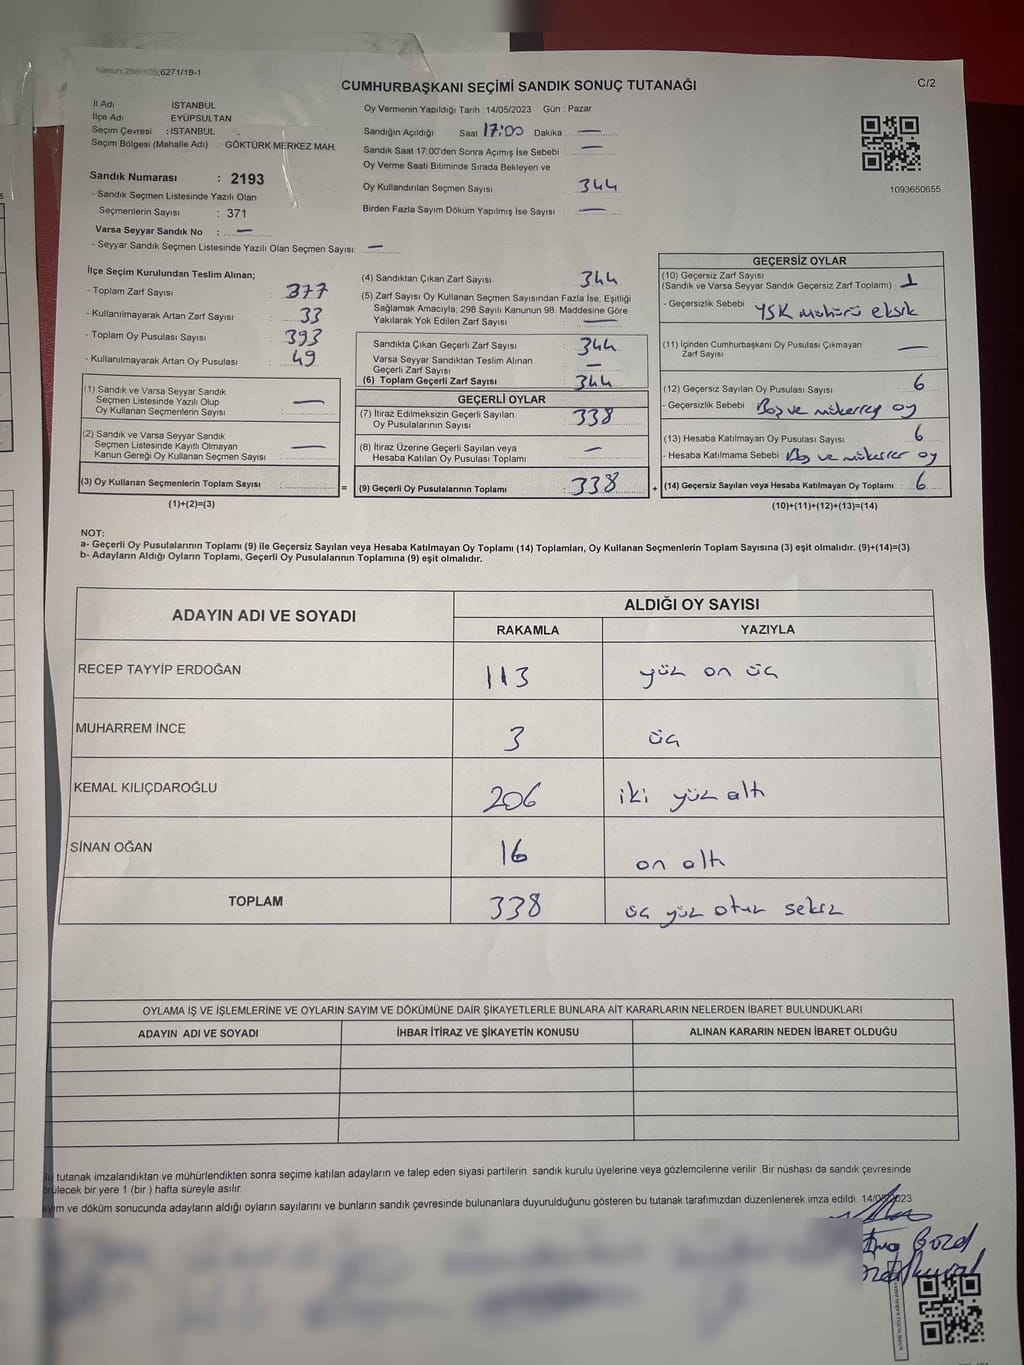 Kanun 298/105;6271/18-1
C/2
CUMHURBAŞKANI SEÇİMİ SANDIK SONUÇ TUTANAĞI
İl Adı : İSTANBUL
İlçe Adı : EYÜPSULTAN
Seçim Çevresi : İSTANBUL
Seçim Bölgesi (Mahalle Adı) : GÖKTÜRK MERKEZ MAH.
Sandık Numarası : 2193
- Sandık Seçmen Listesinde Yazılı Olan
Seçmenlerin Sayısı : 371
Varsa Seyyar Sandık No : —
- Seyyar Sandık Seçmen Listesinde Yazılı Olan Seçmen Sayısı: —
Oy Vermenin Yapıldığı Tarih : 14/05/2023 Gün : Pazar
Sandığın Açıldığı Saat 17:00 Dakika : —
Sandık Saat 17:00'den Sonra Açımış İse Sebebi : —
Oy Verme Saati Bitiminde Sırada Bekleyen ve
Oy Kullandırılan Seçmen Sayısı : 344
Birden Fazla Sayım Döküm Yapılmış İse Sayısı : —
1093650655
İlçe Seçim Kurulundan Teslim Alınan;
- Toplam Zarf Sayısı : 377
- Kullanılmayarak Artan Zarf Sayısı : 33
- Toplam Oy Pusulası Sayısı : 393
- Kullanılmayarak Artan Oy Pusulası : 49
(1) Sandık ve Varsa Seyyar Sandık
Seçmen Listesinde Yazılı Olup
Oy Kullanan Seçmenlerin Sayısı : —
(2) Sandık ve Varsa Seyyar Sandık
Seçmen Listesinde Kayıtlı Olmayan
Kanun Gereği Oy Kullanan Seçmen Sayısı : —
(3) Oy Kullanan Seçmenlerin Toplam Sayısı :
(1)+(2)=(3)
=
(4) Sandıktan Çıkan Zarf Sayısı : 344
(5) Zarf Sayısı Oy Kullanan Seçmen Sayısından Fazla İse, Eşitliği
Sağlamak Amacıyla, 298 Sayılı Kanunun 98. Maddesine Göre
Yakılarak Yok Edilen Zarf Sayısı : —
Sandıkta Çıkan Geçerli Zarf Sayısı : 344
Varsa Seyyar Sandıktan Teslim Alınan
Geçerli Zarf Sayısı : —
(6) Toplam Geçerli Zarf Sayısı : 344
GEÇERLİ OYLAR
(7) İtiraz Edilmeksizin Geçerli Sayılan
Oy Pusulalarının Sayısı : 338
(8) İtiraz Üzerine Geçerli Sayılan veya
Hesaba Katılan Oy Pusulası Toplamı : —
(9) Geçerli Oy Pusulalarının Toplamı : 338
+
GEÇERSİZ OYLAR
(10) Geçersiz Zarf Sayısı
(Sandık ve Varsa Seyyar Sandık Geçersiz Zarf Toplamı) : 1
- Geçersizlik Sebebi : YSK Mührü eksik
(11) İçinden Cumhurbaşkanı Oy Pusulası Çıkmayan
Zarf Sayısı : —
(12) Geçersiz Sayılan Oy Pusulası Sayısı : 6
- Geçersizlik Sebebi : Boş ve mükerrer oy
(13) Hesaba Katılmayan Oy Pusulası Sayısı : 6
- Hesaba Katılmama Sebebi : Boş ve mükerrer oy
(14) Geçersiz Sayılan veya Hesaba Katılmayan Oy Toplamı : 6
(10)+(11)+(12)+(13)=(14)
NOT:
a- Geçerli Oy Pusulalarının Toplamı (9) ile Geçersiz Sayılan veya Hesaba Katılmayan Oy Toplamı (14) Toplamları, Oy Kullanan Seçmenlerin Toplam Sayısına (3) eşit olmalıdır. (9)+(14)=(3)
b- Adayların Aldığı Oyların Toplamı, Geçerli Oy Pusulalarının Toplamına (9) eşit olmalıdır.
ADAYIN ADI VE SOYADI
ALDIĞI OY SAYISI
RAKAMLA YAZIYLA
RECEP TAYYİP ERDOĞAN 113 yüz on üç
MUHARREM İNCE 3 üç
KEMAL KILIÇDAROĞLU 206 iki yüz altı
SİNAN OĞAN 16 on altı
TOPLAM 338 üç yüz otuz sekiz
OYLAMA İŞ VE İŞLEMLERİNE VE OYLARIN SAYIM VE DÖKÜMÜNE DAİR ŞİKAYETLERLE BUNLARA AİT KARARLARIN NELERDEN İBARET BULUNDUKLARI
ADAYIN ADI VE SOYADI İHBAR İTİRAZ VE ŞİKAYETİN KONUSU ALINAN KARARIN NEDEN İBARET OLDUĞU
Bu tutanak imzalandıktan ve mühürlendikten sonra seçime katılan adayların ve talep eden siyasi partilerin sandık kurulu üyelerine veya gözlemcilerine verilir .Bir nüshası da sandık çevresinde
görülecek bir yere 1 (bir ) hafta süreyle asılır.
ayım ve döküm sonucunda adayların aldığı oyların sayılarını ve bunların sandık çevresinde bulunanlara duyurulduğunu gösteren bu tutanak tarafımızdan düzenlenerek imza edildi. 14/05/2023